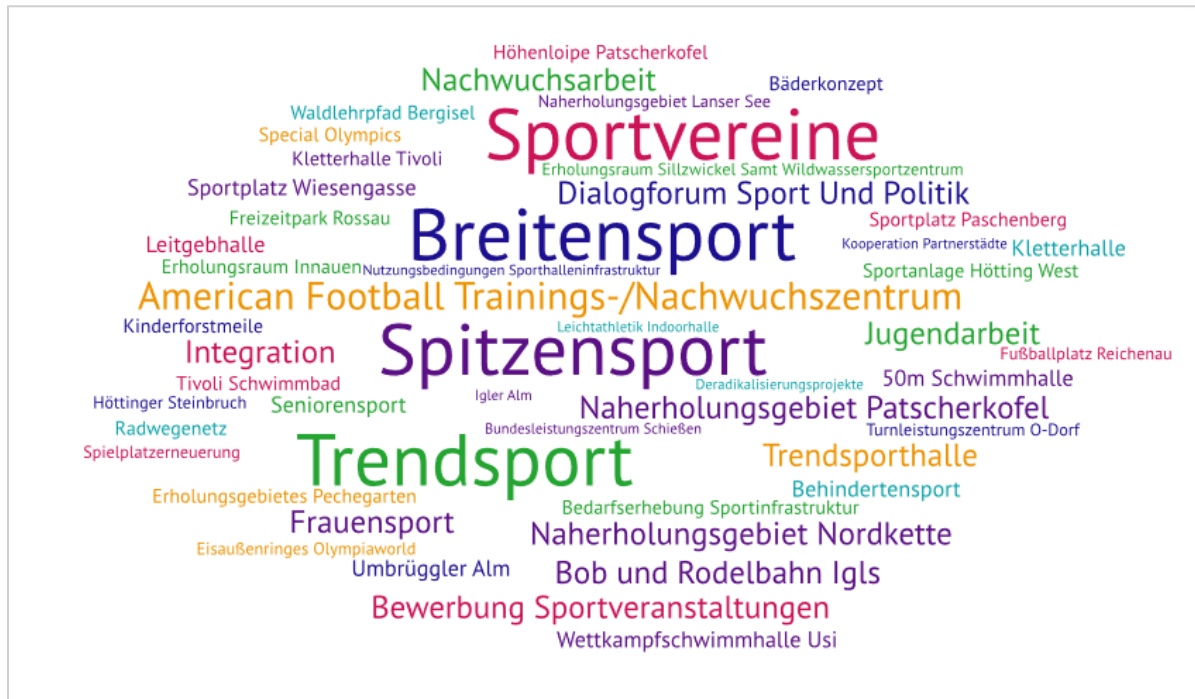 Höhenloipe Patscherkofel
Nachwuchsarbeit
Bäderkonzept
Naherholungsgebiet Lanser See
Waldlehrpfad Bergisel
Sportvereine
Special Olympics
Kletterhalle Tivoli
Erholungsraum Sillzwickel Samt Wildwassersportzentrum
Sportplatz Wiesengasse
Dialogforum Sport Und Politik
Freizeitpark Rossau
Sportplatz Paschenberg
Breitensport
Leitgebhalle
Kooperation Partnerstädte
Kletterhalle
Erholungsraum Innauen
Nutzungsbedingungen Sporthalleninfrastruktur
Sportanlage Hötting West
American Football Trainings-/Nachwuchszentrum
Kinderforstmeile
Leichtathletik Indoorhalle
Jugendarbeit
Integration
Spitzensport
Fußballplatz Reichenau
Tivoli Schwimmbad
Deradikalisierungsprojekte
50m Schwimmhalle
Höttinger Steinbruch
Seniorensport
Igler Alm
Naherholungsgebiet Patscherkofel
Radwegenetz
Bundesleistungszentrum Schießen
Turnleistungszentrum O-Dorf
Spielplatzerneuerung
Trendsport
Trendsporthalle
Behindertensport
Erholungsgebietes Pechegarten
Bedarfserhebung Sportinfrastruktur
Frauensport
Naherholungsgebiet Nordkette
Eisaußenringes Olympiaworld
Umbrüggler Alm
Bob und Rodelbahn Igls
Bewerbung Sportveranstaltungen
Wettkampfschwimmhalle Usi